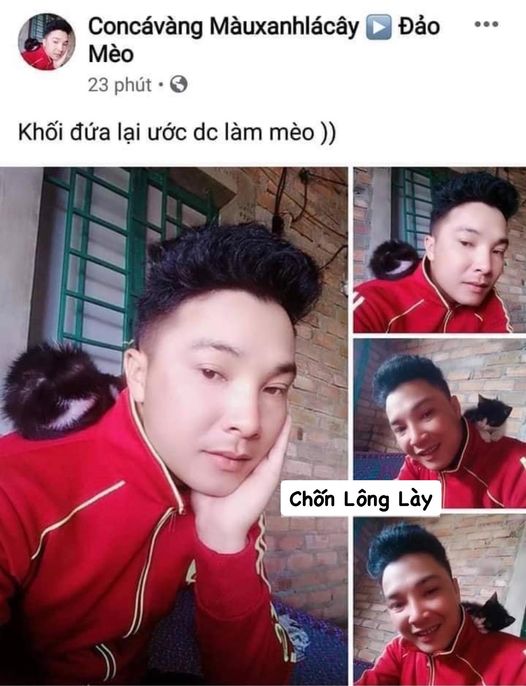 Concávàng Màuxanhlácây ▶ Đảo
Mèo
23 phút
Khối đứa lại ước dc làm mèo ))
Chốn Lông Lày